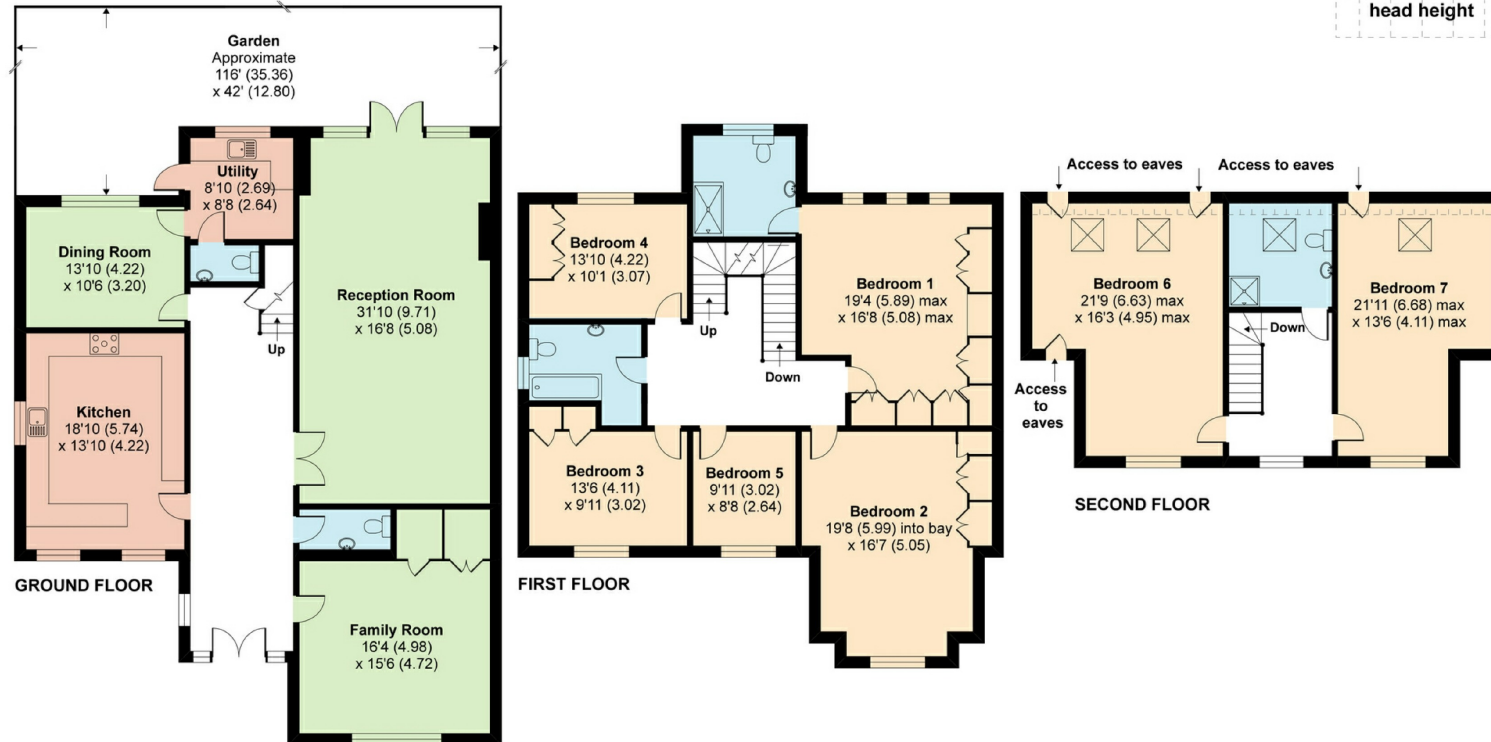 head height
Garden
Approximate
116' (35.36)
x 42' (12.80)
Utility
8'10 (2.69)
x 8'8 (2.64)
Dining Room
13'10 (4.22)
x 10'6 (3.20)
Reception Room
31'10 (9.71)
x 16'8 (5.08)
Up
Kitchen
18'10 (5.74)
x 13'10 (4.22)
Family Room
16'4 (4.98)
x 15'6 (4.72)
GROUND FLOOR
Bedroom 4
13'10 (4.22)
x 10'1 (3.07)
Bedroom 1
19'4 (5.89) max
x 16'8 (5.08) max
Up
Down
Bedroom 3
13'6 (4.11)
x 9'11 (3.02)
Bedroom 5
9'11 (3.02)
x 8'8 (2.64)
Bedroom 2
19'8 (5.99) into bay
x 16'7 (5.05)
FIRST FLOOR
Access to eaves
Access to eaves
Bedroom 6
21'9 (6.63) max
x 16'3 (4.95) max
Down
Bedroom 7
21'11 (6.68) max
x 13'6 (4.11) max
Access
to
eaves
SECOND FLOOR